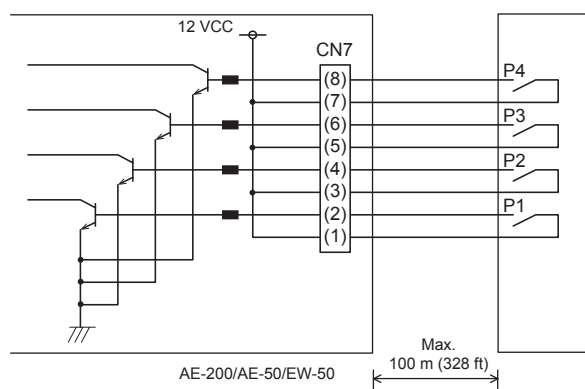 12 VCC
CN7
(8)
P4
(7)
(6)
P3
(5)
(4)
P2
(3)
(2)
P1
(1)
Max.
100 m (328 ft)
AE-200/AE-50/EW-50